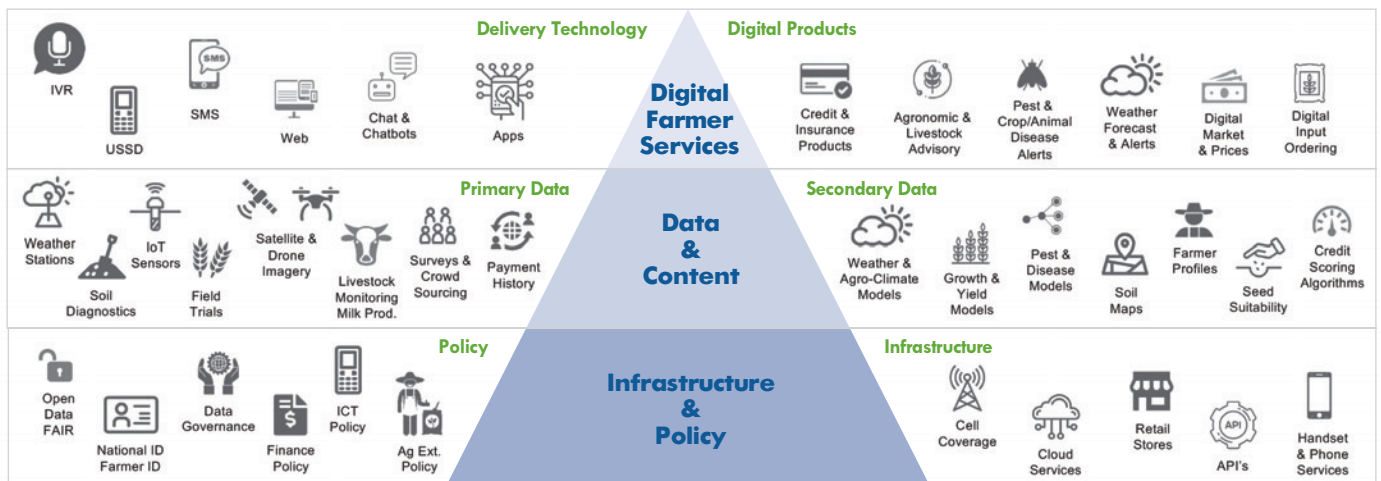 Delivery Technology
Digital Products
IVR
USSD
SMS
SMS
Web
Chat &
Chatbots
Apps
Digital
Farmer
Services
Credit &
Insurance
Products
Agronomic &
Livestock
Advisory
Pest &
Crop/Animal
Disease
Alerts
Weather
Forecast
& Alerts
Digital
Market
& Prices
Digital
Input
Ordering
Primary Data
Secondary Data
Weather
Stations
Soil
Diagnostics
IoT
Sensors
Field
Trials
Satellite &
Drone
Imagery
Livestock
Monitoring
Milk Prod.
Surveys &
Crowd
Sourcing
Payment
History
Data
&
Content
Weather &
Agro-Climate
Models
Growth &
Yield
Models
Pest &
Disease
Models
Soil
Maps
Farmer
Profiles
Seed
Suitability
Credit
Scoring
Algorithms
Policy
Infrastructure
Open
Data
FAIR
National ID
Farmer ID
Data
Governance
$
Finance
Policy
ICT
Policy
Ag Ext.
Policy
Infrastructure
&
Policy
Cell
Coverage
Cloud
Services
Retail
Stores
API
API's
Handset
& Phone
Services